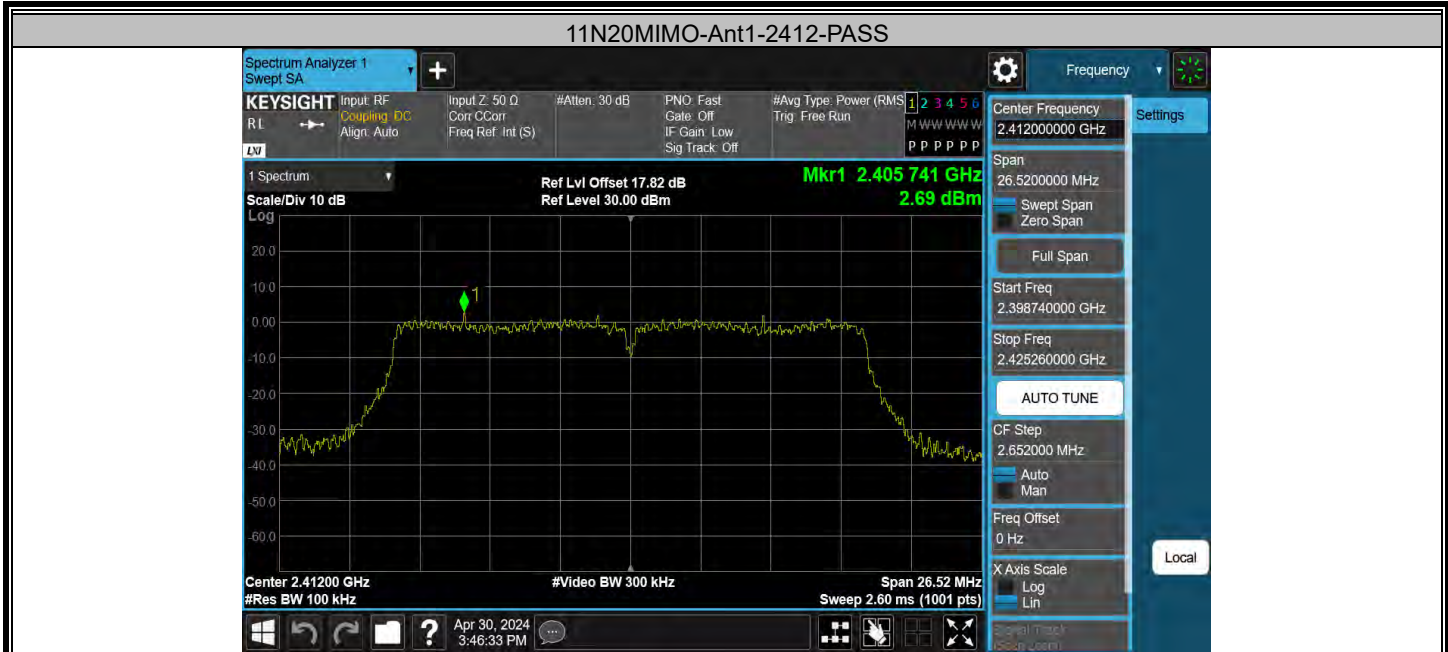 11N20MIMO-Ant1-2412-PASS
Spectrum Analyzer 1
Swept SA
Frequency
KEYSIGHT
RL
LXI
Input: RF
Coupling: DC
Align: Auto
Input Z: 50 Ω
Corr CCorr
Freq Ref: Int (S)
#Atten: 30 dB
PNO: Fast
Gate: Off
IF Gain: Low
Sig Track: Off
#Avg Type: Power (RMS
Trig: Free Run
1 2 3 4 5 6
M W W W W W
P P P P P P
1 Spectrum
Scale/Div 10 dB
Log
Ref Lvl Offset 17.82 dB
Ref Level 30.00 dBm
Mkr1 2.405 741 GHz
2.69 dBm
20.0
10.0
0.00
-10.0
-20.0
-30.0
-40.0
-50.0
-60.0
1
Center 2.41200 GHz
#Res BW 100 kHz
#Video BW 300 kHz
Span 26.52 MHz
Sweep 2.60 ms (1001 pts)
Center Frequency
2.412000000 GHz
Settings
Span
26.5200000 MHz
Swept Span
Zero Span
Full Span
Start Freq
2.398740000 GHz
Stop Freq
2.425260000 GHz
AUTO TUNE
CF Step
2.652000 MHz
Auto
Man
Freq Offset
0 Hz
X Axis Scale
Log
Lin
Local
Signal Track
(Span Zoom)
?
Apr 30, 2024
3:46:33 PM